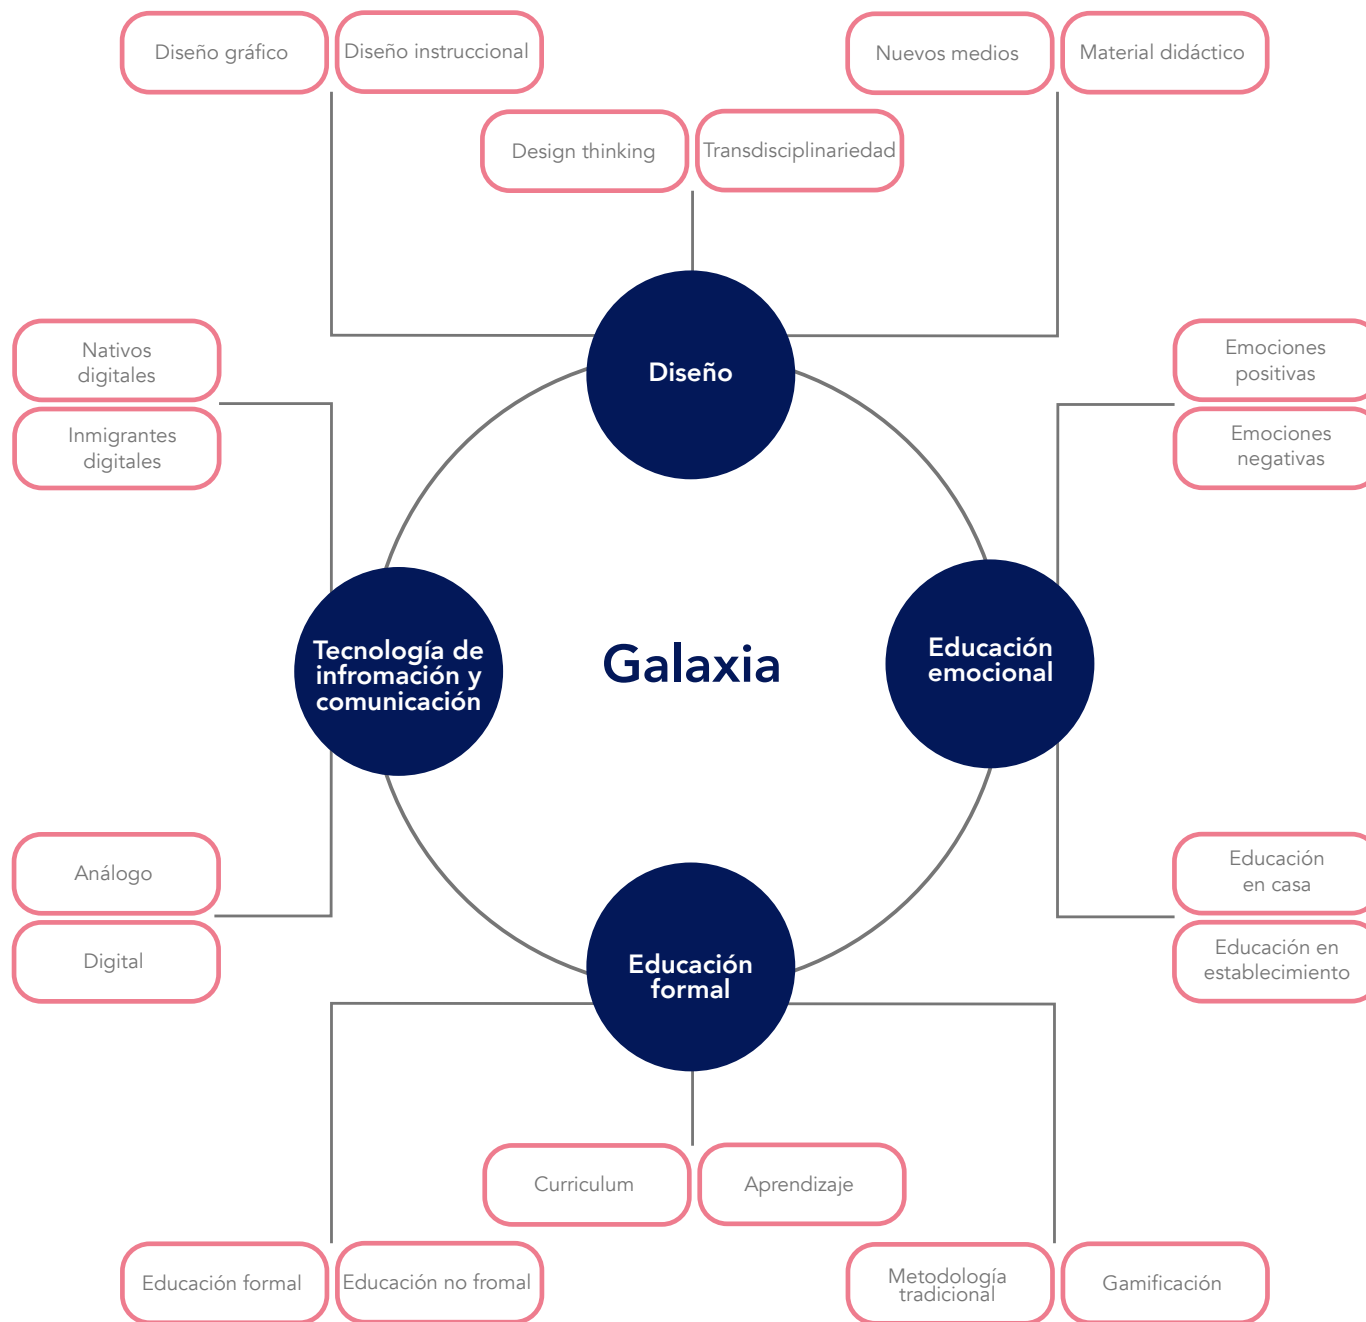 Diseño gráfico
Diseño instruccional
Nuevos medios
Material didáctico
Design thinking
Transdisciplinariedad
Diseño
Nativos
digitales
Inmigrantes
digitales
Emociones
positivas
Emociones
negativas
Tecnología de
infromación y
comunicación
Galaxia
Educación
emocional
Análogo
Digital
Educación
en casa
Educación en
establecimiento
Educación
formal
Curriculum
Aprendizaje
Educación formal
Educación no fromal
Metodología
tradicional
Gamificación